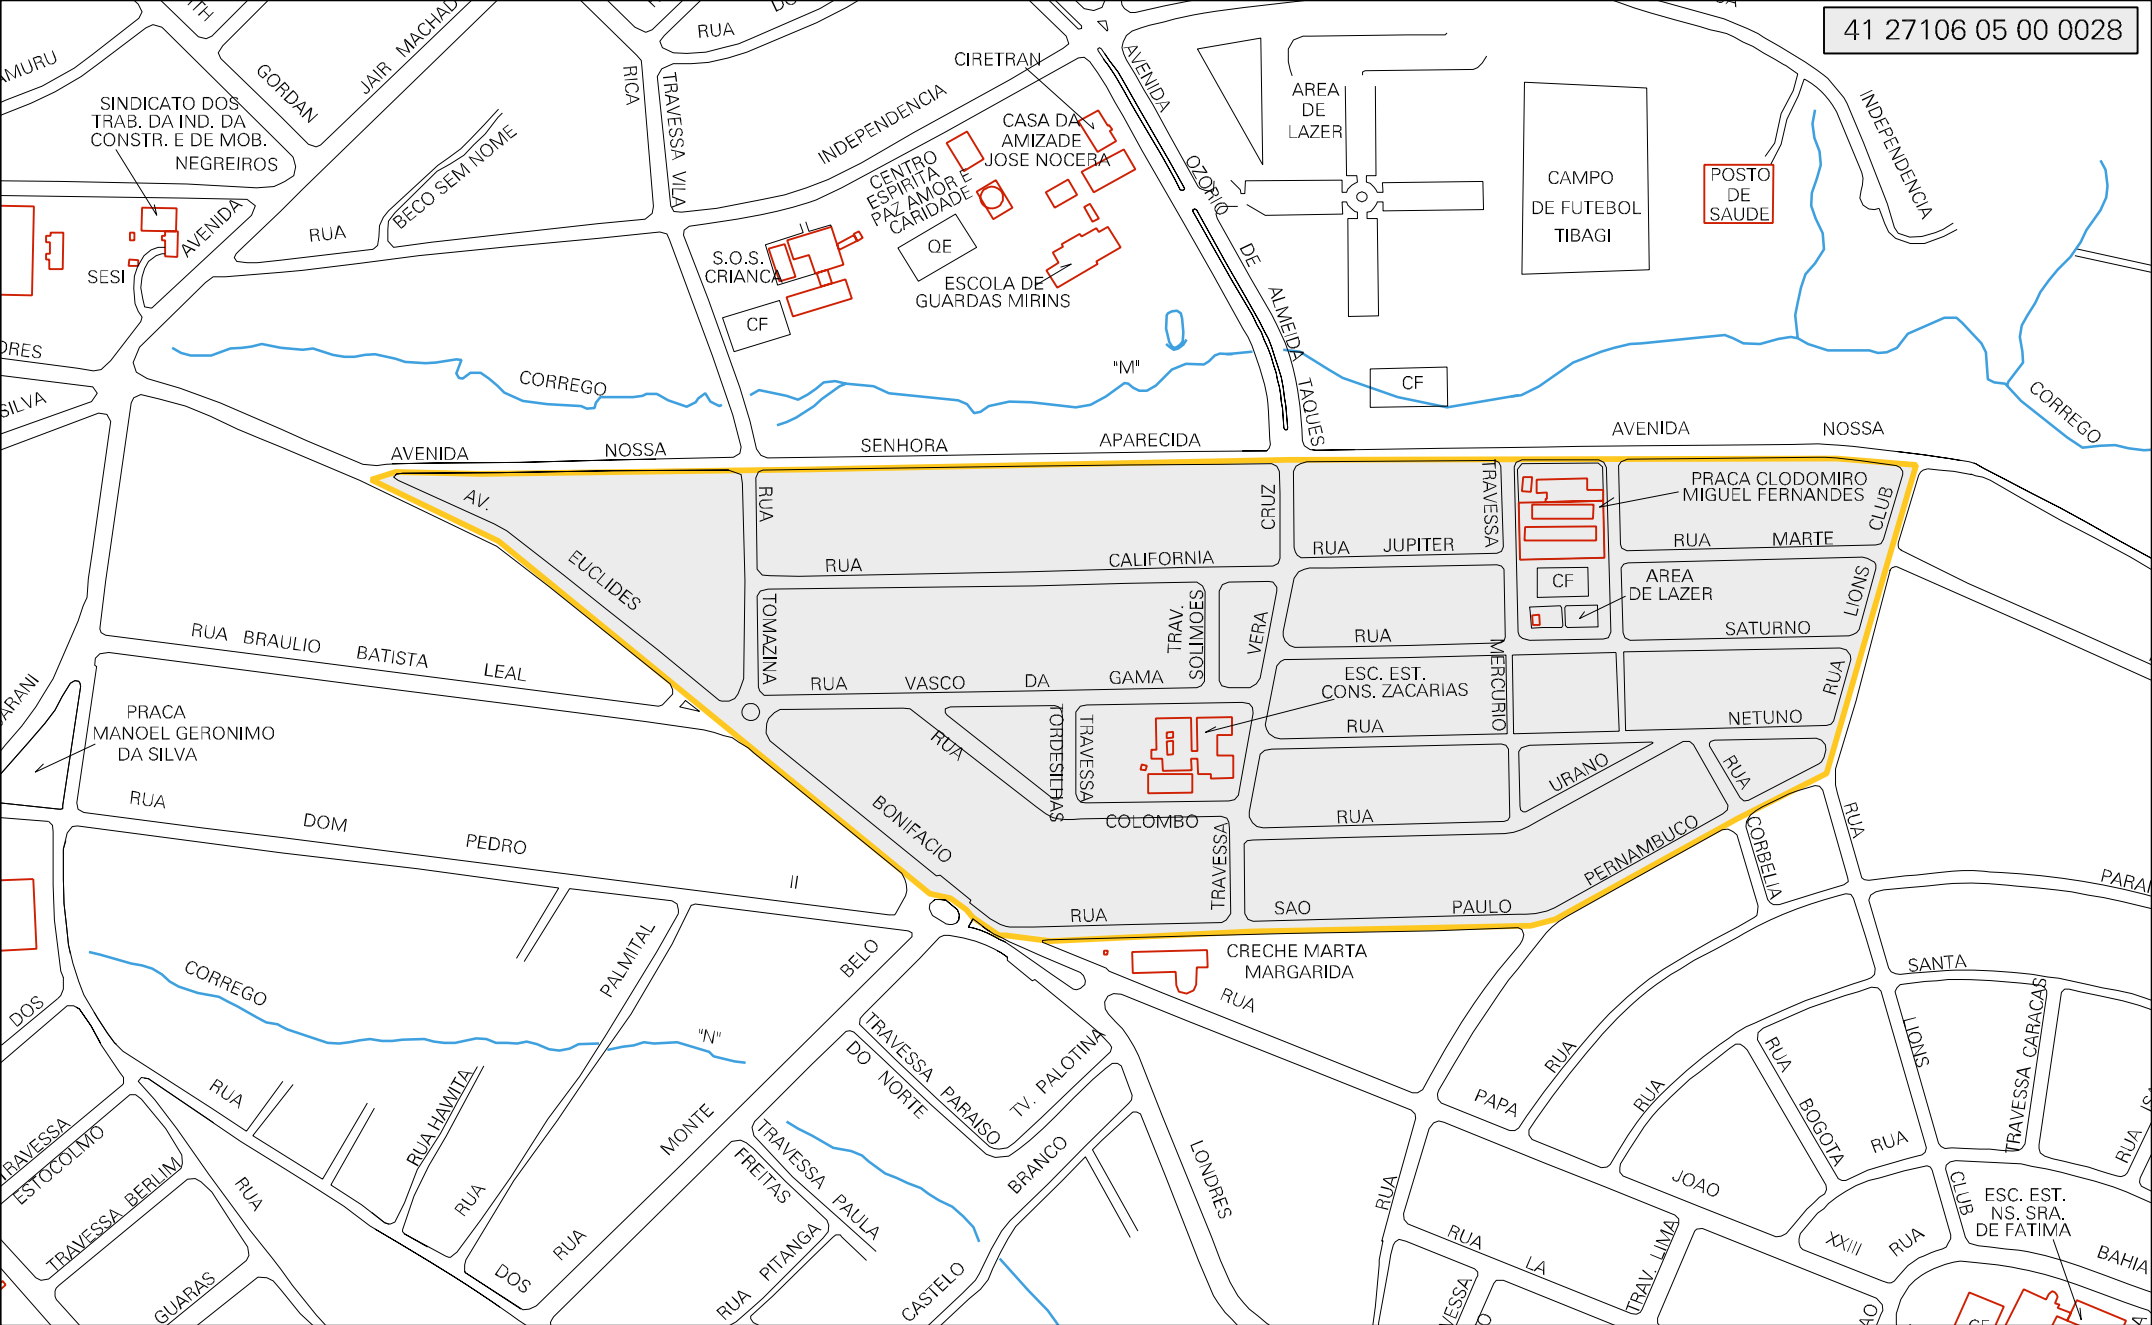 41 27106 05 00 0028
RUA
CIRETRAN
AVENIDA
JAIR MACHAD
GORDAN
SINDICATO DOS
TRAB. DA IND. DA
CONSTR. E DE MOB.
NEGREIROS
RICA
TRAVESSA VILA
INDEPENDENCIA
CASA DA
AMIZADE
JOSE NOCERA
AREA
DE
LAZER
INDEPENDENCIA
CENTRO
ESPIRITA
PAZ AMOR E
CARIDADE
BECO SEM NOME
RUA
AVENIDA
SESI
OZORIO
DE
ALMEIDA
TAQUES
CAMPO
DE FUTEBOL
TIBAGI
POSTO
DE
SAUDE
S.O.S.
CRIANCA
QE
ESCOLA DE
GUARDAS MIRINS
CF
CORREGO
"M"
CF
CORREGO
SILVA
AVENIDA
NOSSA
SENHORA
APARECIDA
AVENIDA
NOSSA
AV.
EUCLIDES
BONIFACIO
RUA
TOMAZINA
CRUZ
VERA
TRAVESSA
MERCURIO
PRACA CLODOMIRO
MIGUEL FERNANDES
CLUB
LIONS
RUA
RUA
CALIFORNIA
RUA
JUPITER
RUA
MARTE
CF
AREA
DE LAZER
TRAV.
SOLIMOES
RUA
SATURNO
RUA BRAULIO
BATISTA
LEAL
RUA
VASCO
DA
GAMA
ESC. EST.
CONS. ZACARIAS
RUA
NETUNO
PRACA
MANOEL GERONIMO
DA SILVA
RUA
TORDESILHAS
TRAVESSA
COLOMBO
URANO
RUA
RUA
CORBELIA
RUA
RUA
DOM
PEDRO
II
TRAVESSA
PERNAMBUCO
RUA
SAO
PAULO
CRECHE MARTA
MARGARIDA
RUA
SANTA
CORREGO
"N"
DOS
PALMITAL
BELO
MONTE
RUA
TRAVESSA PARAISO
DO NORTE
TV. PALOTINA
RUA
RUA
RUA
LIONS
TRAVESSA CARACAS
PAPA
JOAO
XXIII
BOGOTA
RUA
RUA
CLUB
RUA
BAHIA
ESC. EST.
NS. SRA.
DE FATIMA
RUA
RUA HAWITA
RUA
DOS
TRAVESSA
ESTOCOLMO
TRAVESSA BERLIM
RUA
GUARAS
TRAVESSA PAULA
FREITAS
RUA PITANGA
BRANCO
CASTELO
LONDRES
RUA
RUA
LA
TRAV. LIMA